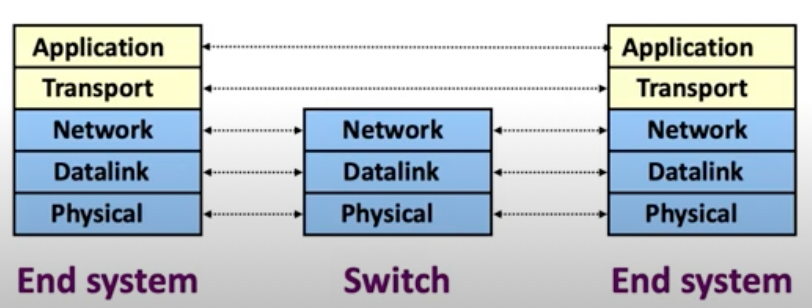 Application Application
Transport Transport
Network Network Network
Datalink Datalink Datalink
Physical Physical Physical
End system Switch End system